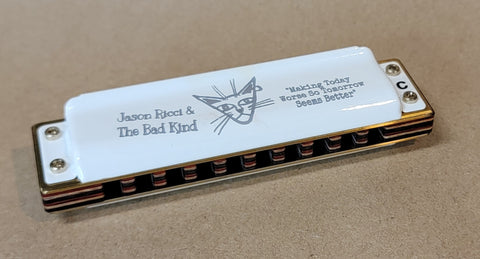 Jason Ricci &
The Bad Kind
"Making Today
Worse So Tomorrow
Seems Better"
C